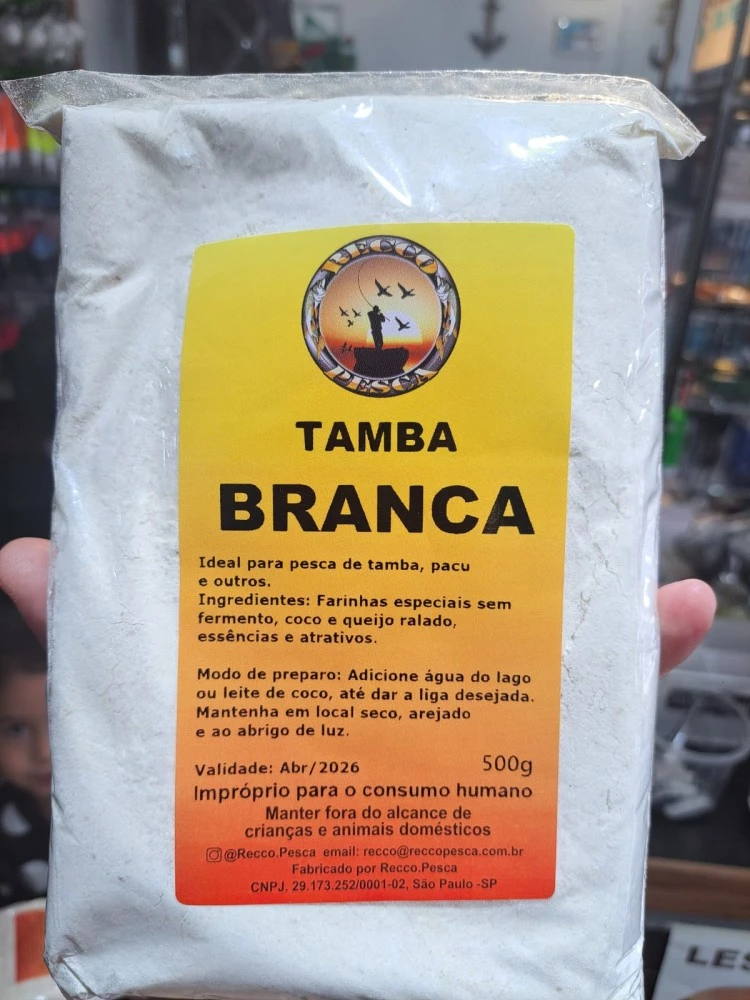 RECCO
PESCA
TAMBA
BRANCA
Ideal para pesca de tamba, pacu
e outros.
Ingredientes: Farinhas especiais sem
fermento, coco e queijo ralado,
essências e atrativos.
Modo de preparo: Adicione água do lago
ou leite de coco, até dar a liga desejada.
Mantenha em local seco, arejado
e ao abrigo de luz.
Validade: Abr/2026 500g
Impróprio para o consumo humano
Manter fora do alcance de
crianças e animais domésticos
@Recco.Pesca email: recco@reccopesca.com.br
Fabricado por Recco.Pesca
CNPJ. 29.173.252/0001-02, São Paulo -SP
LES